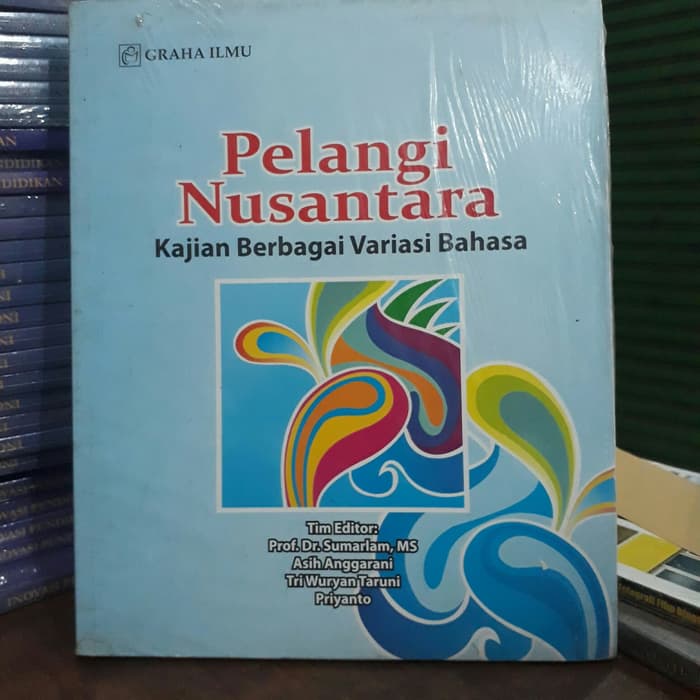 GRAHA ILMU
Pelangi
Nusantara
Kajian Berbagai Variasi Bahasa
Tim Editor:
Prof. Dr. Sumarlam, MS
Asih Anggarani
Tri Wuryan Taruni
Priyanto